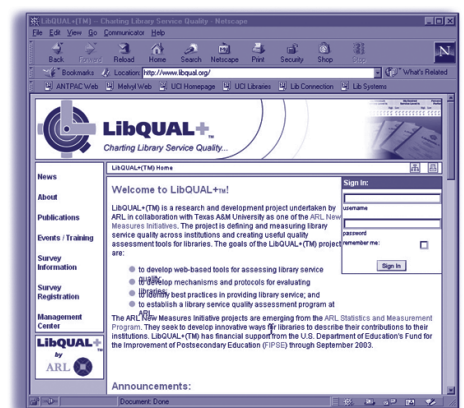 LibQUAL+(TM) -- Charting Library Service Quality - Netscape
File Edit View Go Communicator Help
Back Forward Reload Home Search Netscape Print Security Shop Stop
N
Bookmarks Location: http://www.libqual.org/ What's Related
ANTPAC Web Melvyl Web UCI Homepage UCI Libraries Lib Connection Lib Systems
LibQUAL+TM
Charting Library Service Quality...
LibQUAL+(TM) Home
News
About
Publications
Events / Training
Survey
Information
Survey
Registration
Management
Center
LibQUAL+TM
by
ARL
Welcome to LibQUAL+TM!
LibQUAL+(TM) is a research and development project undertaken by
ARL in collaboration with Texas A&M University as one of the ARL New
Measures Initiatives. The project is defining and measuring library
service quality across institutions and creating useful quality
assessment tools for libraries. The goals of the LibQUAL+(TM) project
are:
to develop web-based tools for assessing library service
quality;
to develop mechanisms and protocols for evaluating
libraries;
to identify best practices in providing library service; and
to establish a library service quality assessment program at
ARL.
The ARL New Measures Initiative projects are emerging from the ARL Statistics and Measurement
Program. They seek to develop innovative ways for libraries to describe their contributions to their
institutions. LibQUAL+(TM) has financial support from the U.S. Department of Education's Fund for
the Improvement of Postsecondary Education (FIPSE) through September 2003.
Announcements:
Sign In:
username
password
remember me:
Sign In
Document: Done